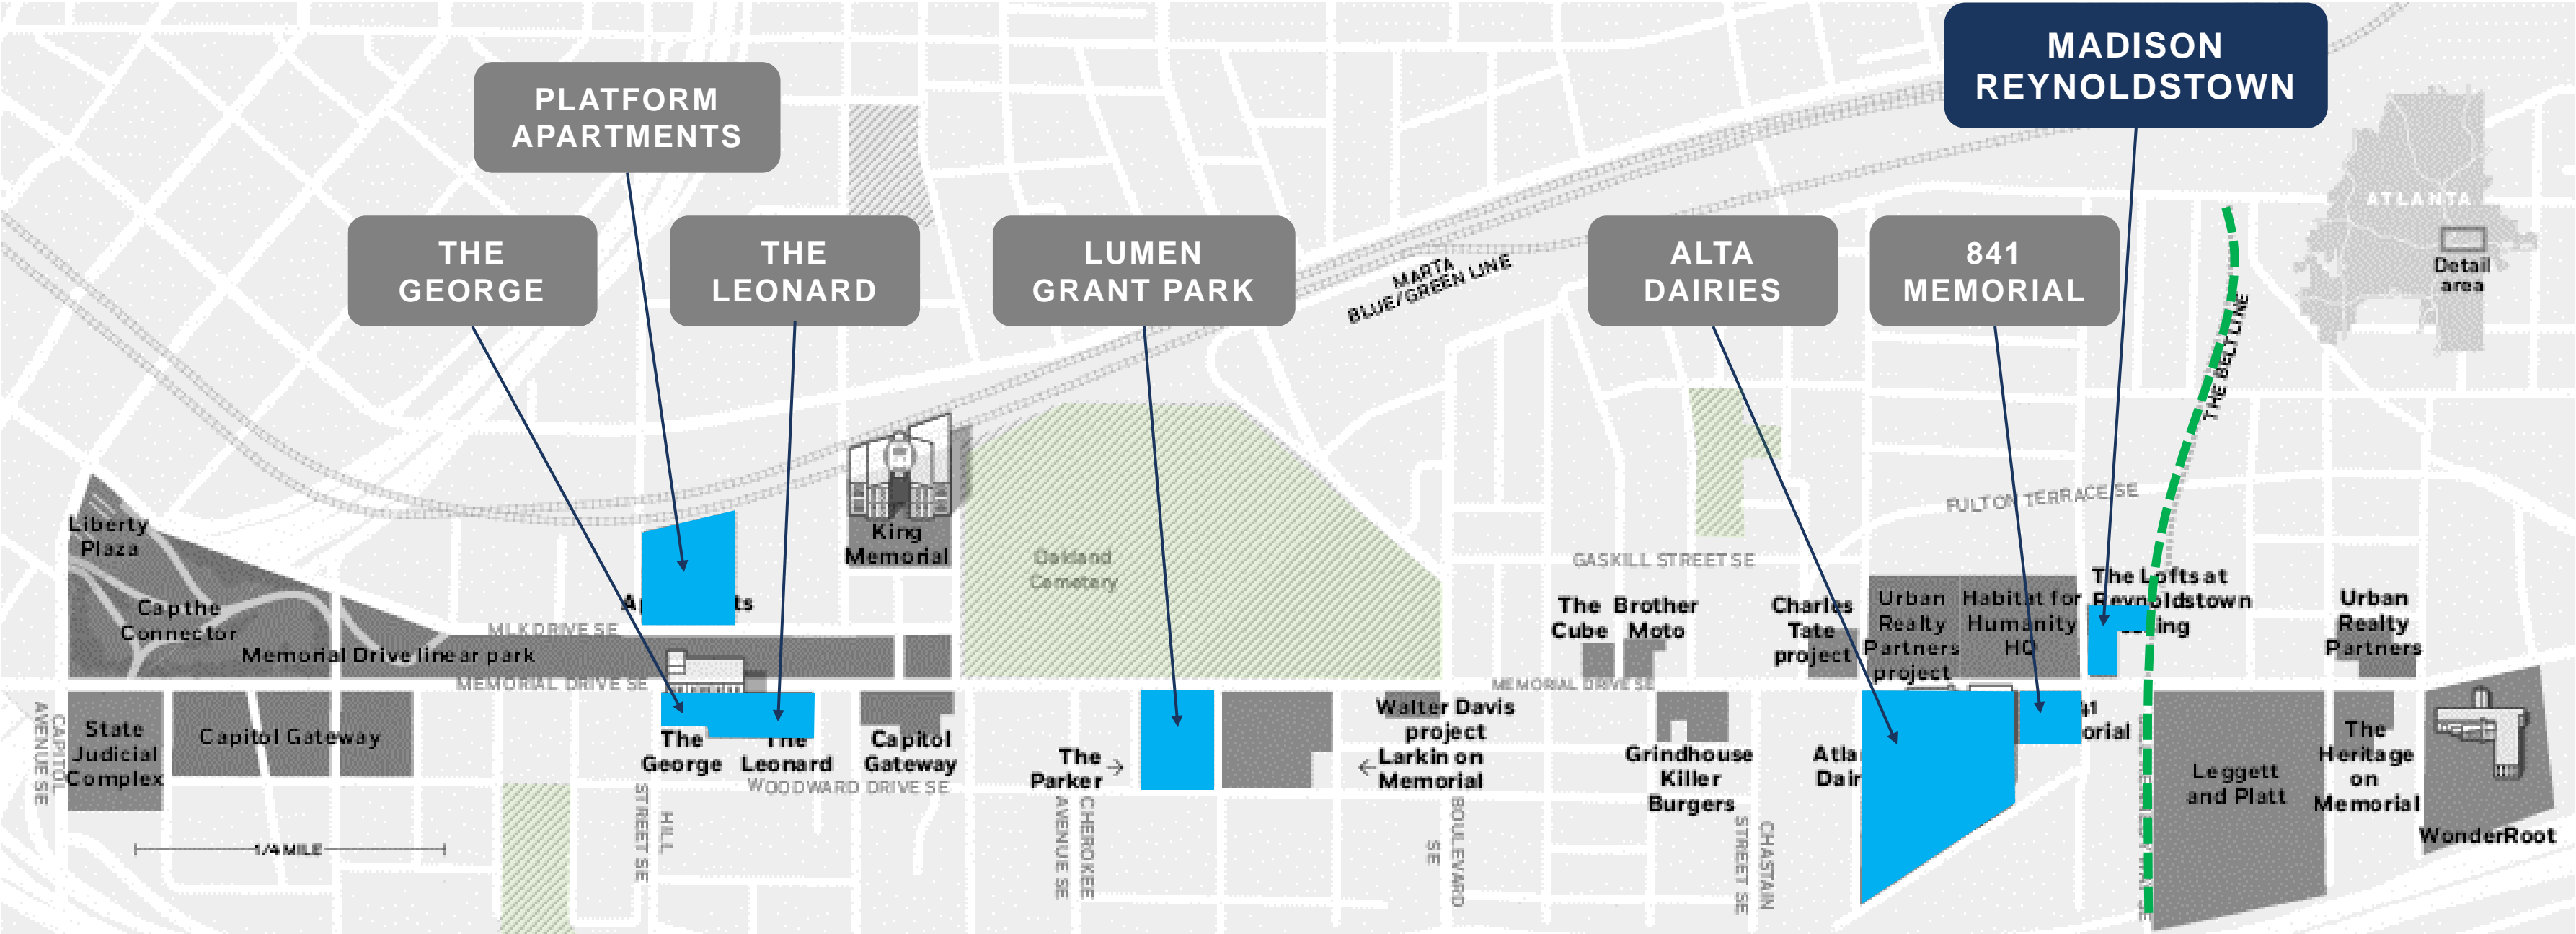 MADISON
REYNOLDSTOWN
PLATFORM
APARTMENTS
THE
GEORGE
THE
LEONARD
LUMEN
GRANT PARK
ALTA
DAIRIES
841
MEMORIAL
ATLANTA
Detail
area
MARTA
BLUE/GREEN LINE
THE BELTLINE
FULTON TERRACE SE
GASKILL STREET SE
Liberty
Plaza
Cap the
Connector
Memorial Drive linear park
MLK DRIVE SE
MEMORIAL DRIVE SE
King
Memorial
Oakland
Cemetery
The
Cube
Brother
Moto
Charles
Tate
project
Urban
Realty
Partners
project
Habitat for
Humanity
HQ
The Lofts at
Reynoldstown
Urban
Realty
Partners
MEMORIAL DRIVE SE
CAPITOL
AVENUE SE
State
Judicial
Complex
Capitol Gateway
The
George
The
Leonard
Capitol
Gateway
WOODWARD DRIVE SE
HILL
STREET SE
1/4 MILE
The
Parker
CHEROKEE
AVENUE SE
Walter Davis
project
Larkin on
Memorial
BOULEVARD
SE
Grindhouse
Killer
Burgers
CHASTAIN
STREET SE
Leggett
and Platt
The
Heritage
on
Memorial
WonderRoot